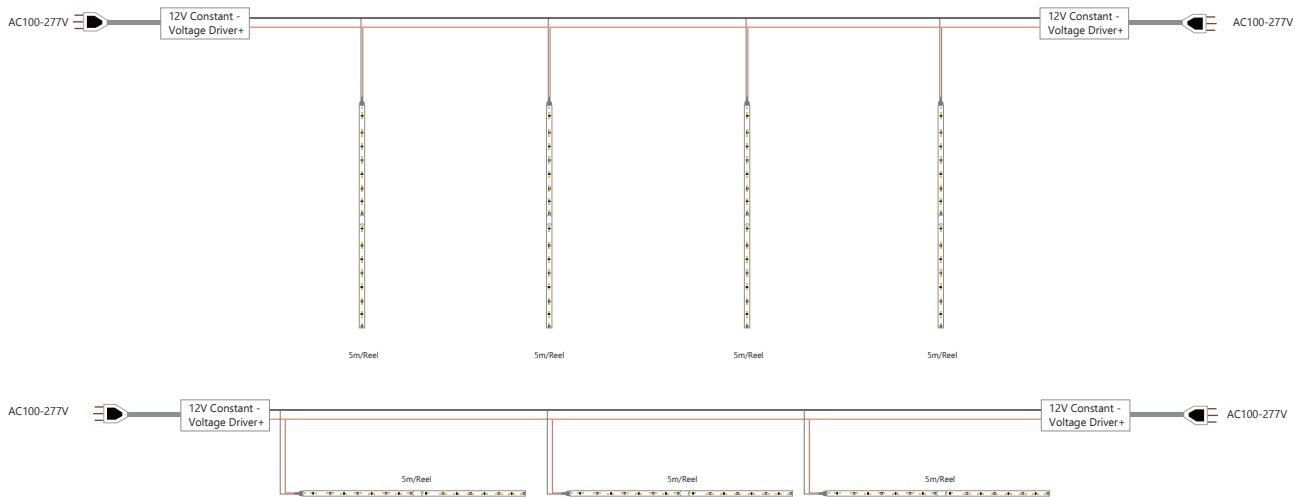 AC100-277V
12V Constant -
Voltage Driver+
12V Constant -
Voltage Driver+
AC100-277V
5m/Reel
5m/Reel
5m/Reel
5m/Reel
AC100-277V
12V Constant -
Voltage Driver+
12V Constant -
Voltage Driver+
AC100-277V
5m/Reel
5m/Reel
5m/Reel